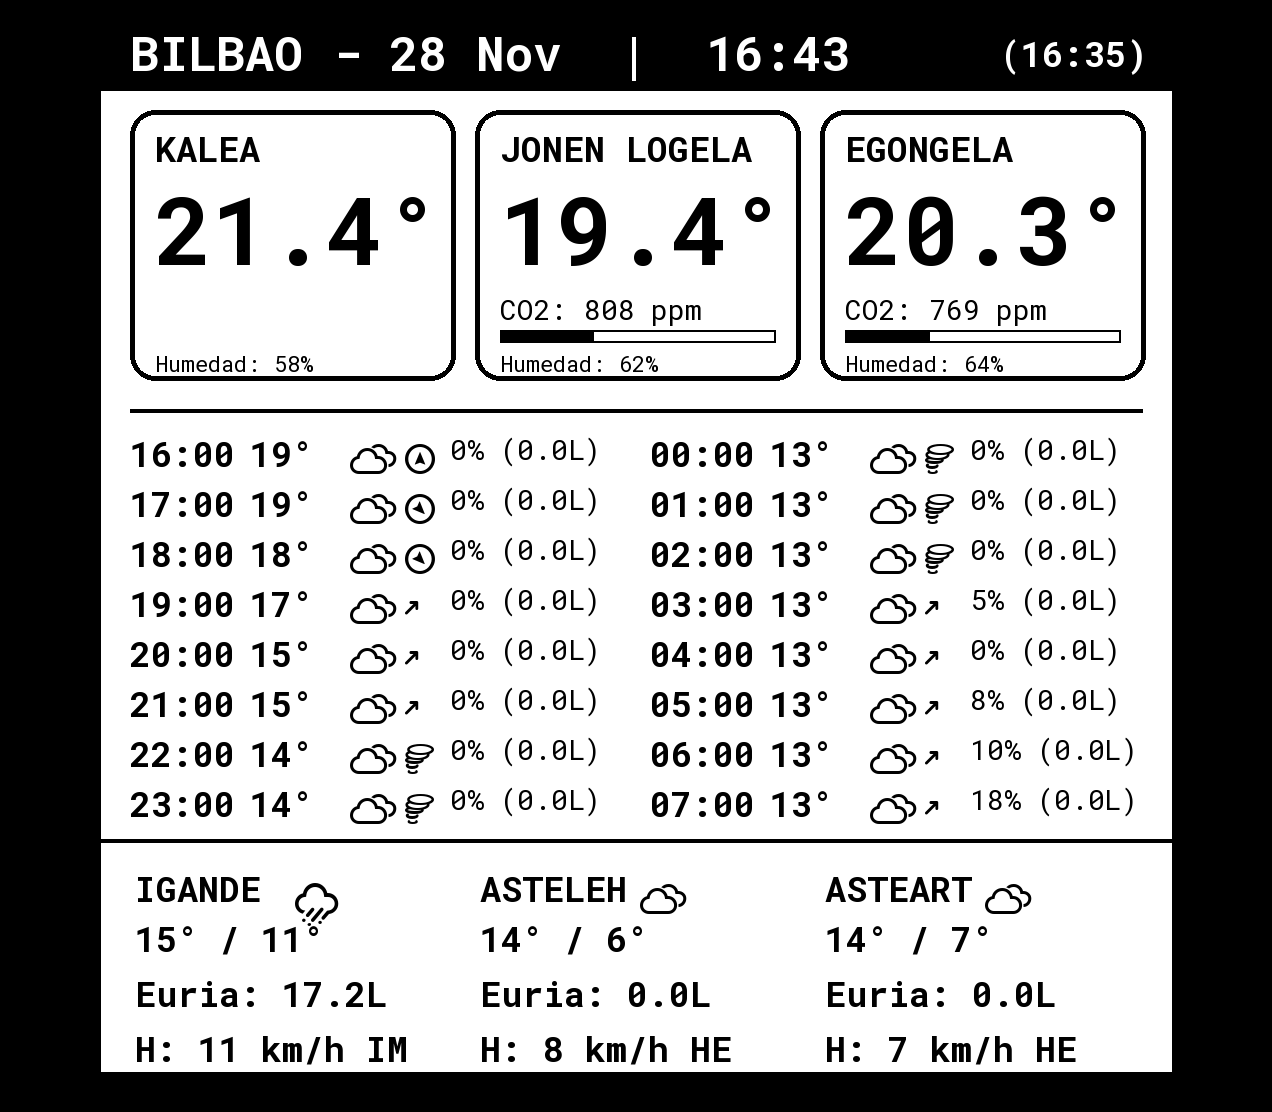 BILBAO - 28 Nov | 16:43 (16:35)
KALEA
21.4°
Humedad: 58%
JONEN LOGELA
19.4°
CO2: 808 ppm
Humedad: 62%
EGONGELA
20.3°
CO2: 769 ppm
Humedad: 64%
16:00 19° 0% (0.0L)
17:00 19° 0% (0.0L)
18:00 18° 0% (0.0L)
19:00 17° 0% (0.0L)
20:00 15° 0% (0.0L)
21:00 15° 0% (0.0L)
22:00 14° 0% (0.0L)
23:00 14° 0% (0.0L)
00:00 13° 0% (0.0L)
01:00 13° 0% (0.0L)
02:00 13° 0% (0.0L)
03:00 13° 5% (0.0L)
04:00 13° 0% (0.0L)
05:00 13° 8% (0.0L)
06:00 13° 10% (0.0L)
07:00 13° 18% (0.0L)
IGANDE
15° / 11°
Euria: 17.2L
H: 11 km/h IM
ASTELEH
14° / 6°
Euria: 0.0L
H: 8 km/h HE
ASTEART
14° / 7°
Euria: 0.0L
H: 7 km/h HE